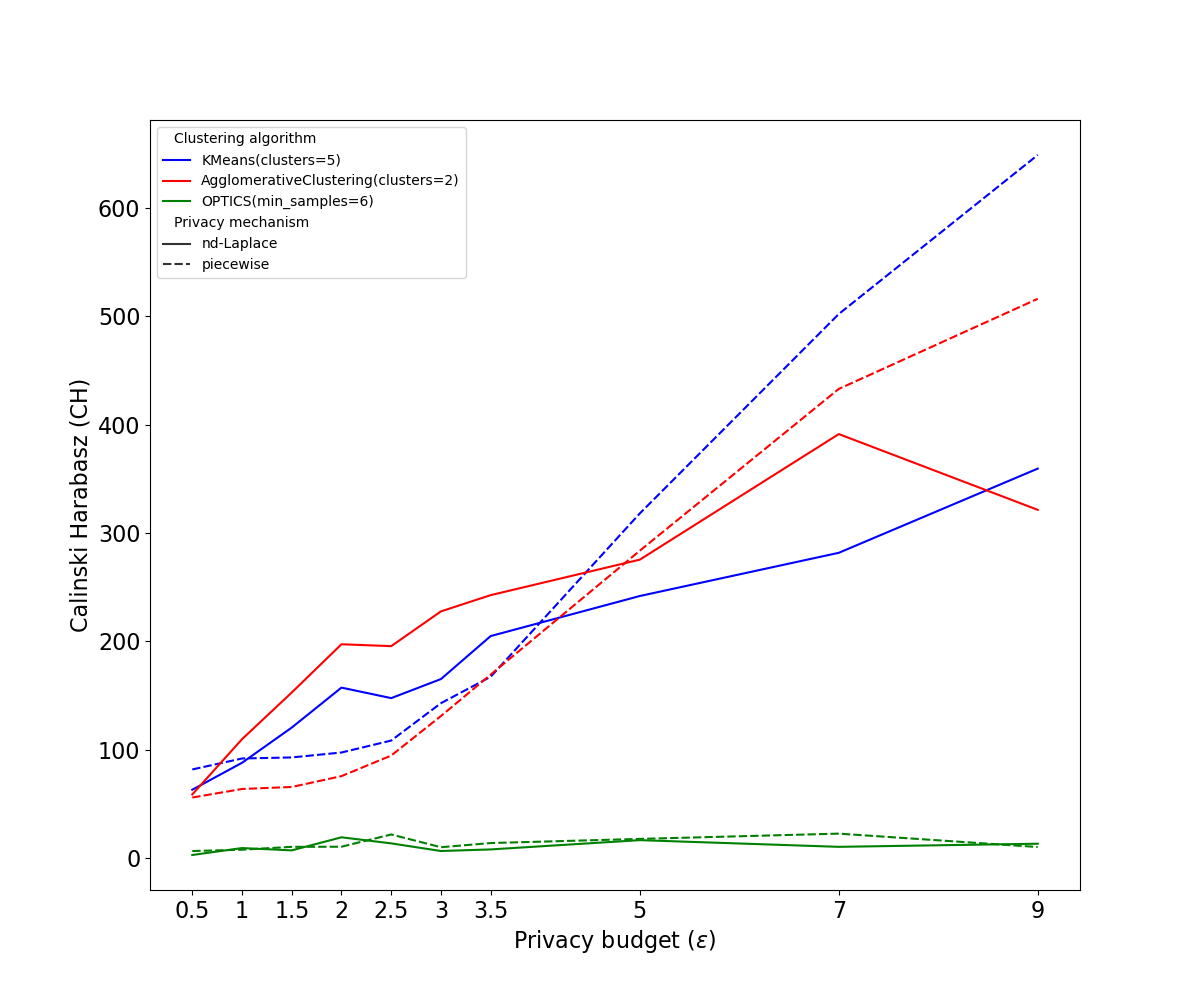 Clustering algorithm
KMeans(clusters=5)
AgglomerativeClustering(clusters=2)
OPTICS(min_samples=6)
Privacy mechanism
nd-Laplace
piecewise
600
500
400
300
200
100
0
Calinski Harabasz (CH)
0.5 1 1.5 2 2.5 3 3.5 5 7 9
Privacy budget (ε)